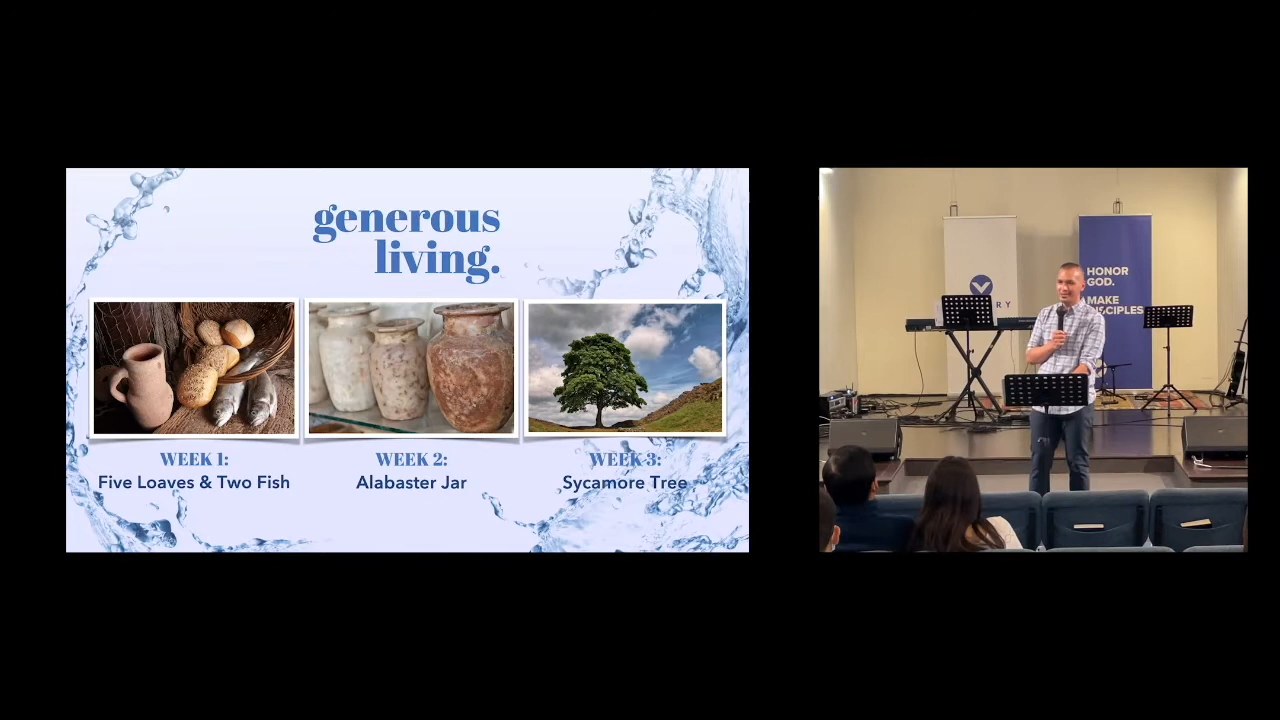 generous
living.
WEEK 1:
Five Loaves & Two Fish
WEEK 2:
Alabaster Jar
WEEK 3:
Sycamore Tree
HONOR
GOD.
MAKE